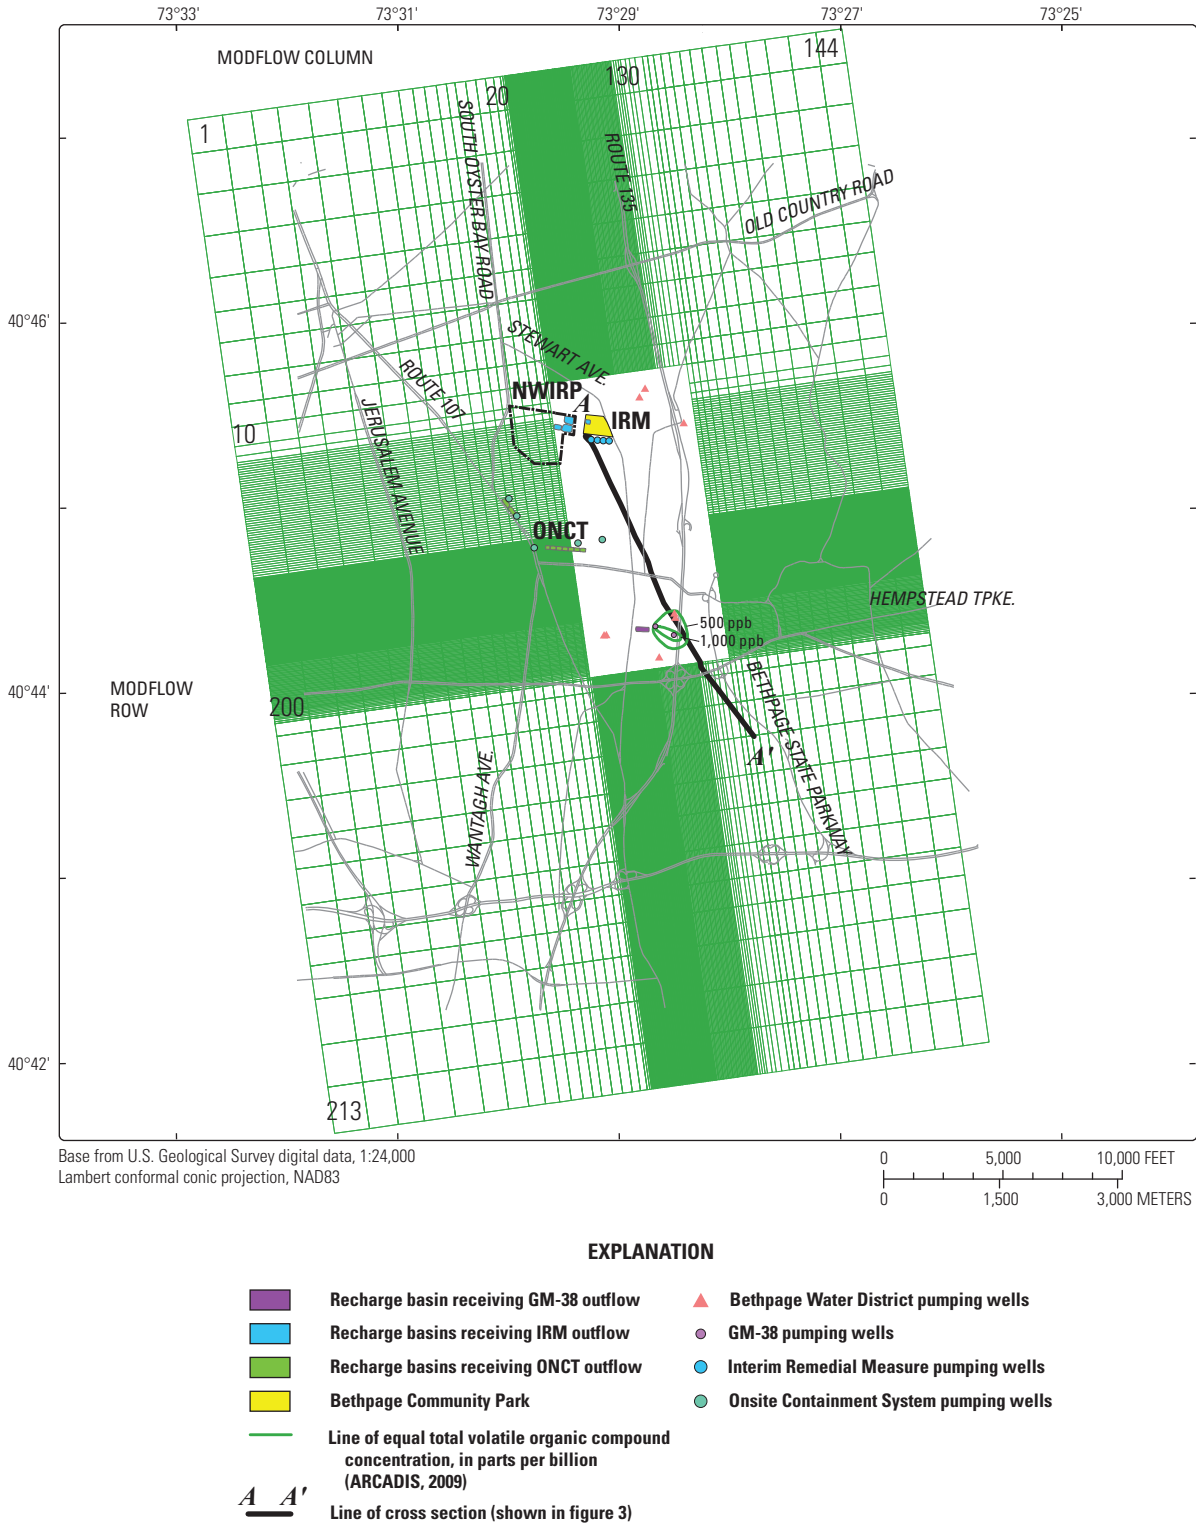 73°33'
73°31'
73°29'
73°27'
73°25'
MODFLOW COLUMN
144
130
20
1
SOUTH OYSTER BAY ROAD
ROUTE 135
OLD COUNTRY ROAD
40°46'
STEWART AVE.
ROUTE 107
NWIRP
A
IRM
JERUSALEM AVENUE
10
ONCT
HEMPSTEAD TPKE.
500 ppb
1,000 ppb
40°44'
MODFLOW
ROW
200
BETHPAGE STATE PARKWAY
A'
WANTAGH AVE.
40°42'
213
Base from U.S. Geological Survey digital data, 1:24,000
Lambert conformal conic projection, NAD83
0 5,000 10,000 FEET
0 1,500 3,000 METERS
EXPLANATION
Recharge basin receiving GM-38 outflow
Recharge basins receiving IRM outflow
Recharge basins receiving ONCT outflow
Bethpage Community Park
Line of equal total volatile organic compound
concentration, in parts per billion
(ARCADIS, 2009)
A A'
Line of cross section (shown in figure 3)
Bethpage Water District pumping wells
GM-38 pumping wells
Interim Remedial Measure pumping wells
Onsite Containment System pumping wells